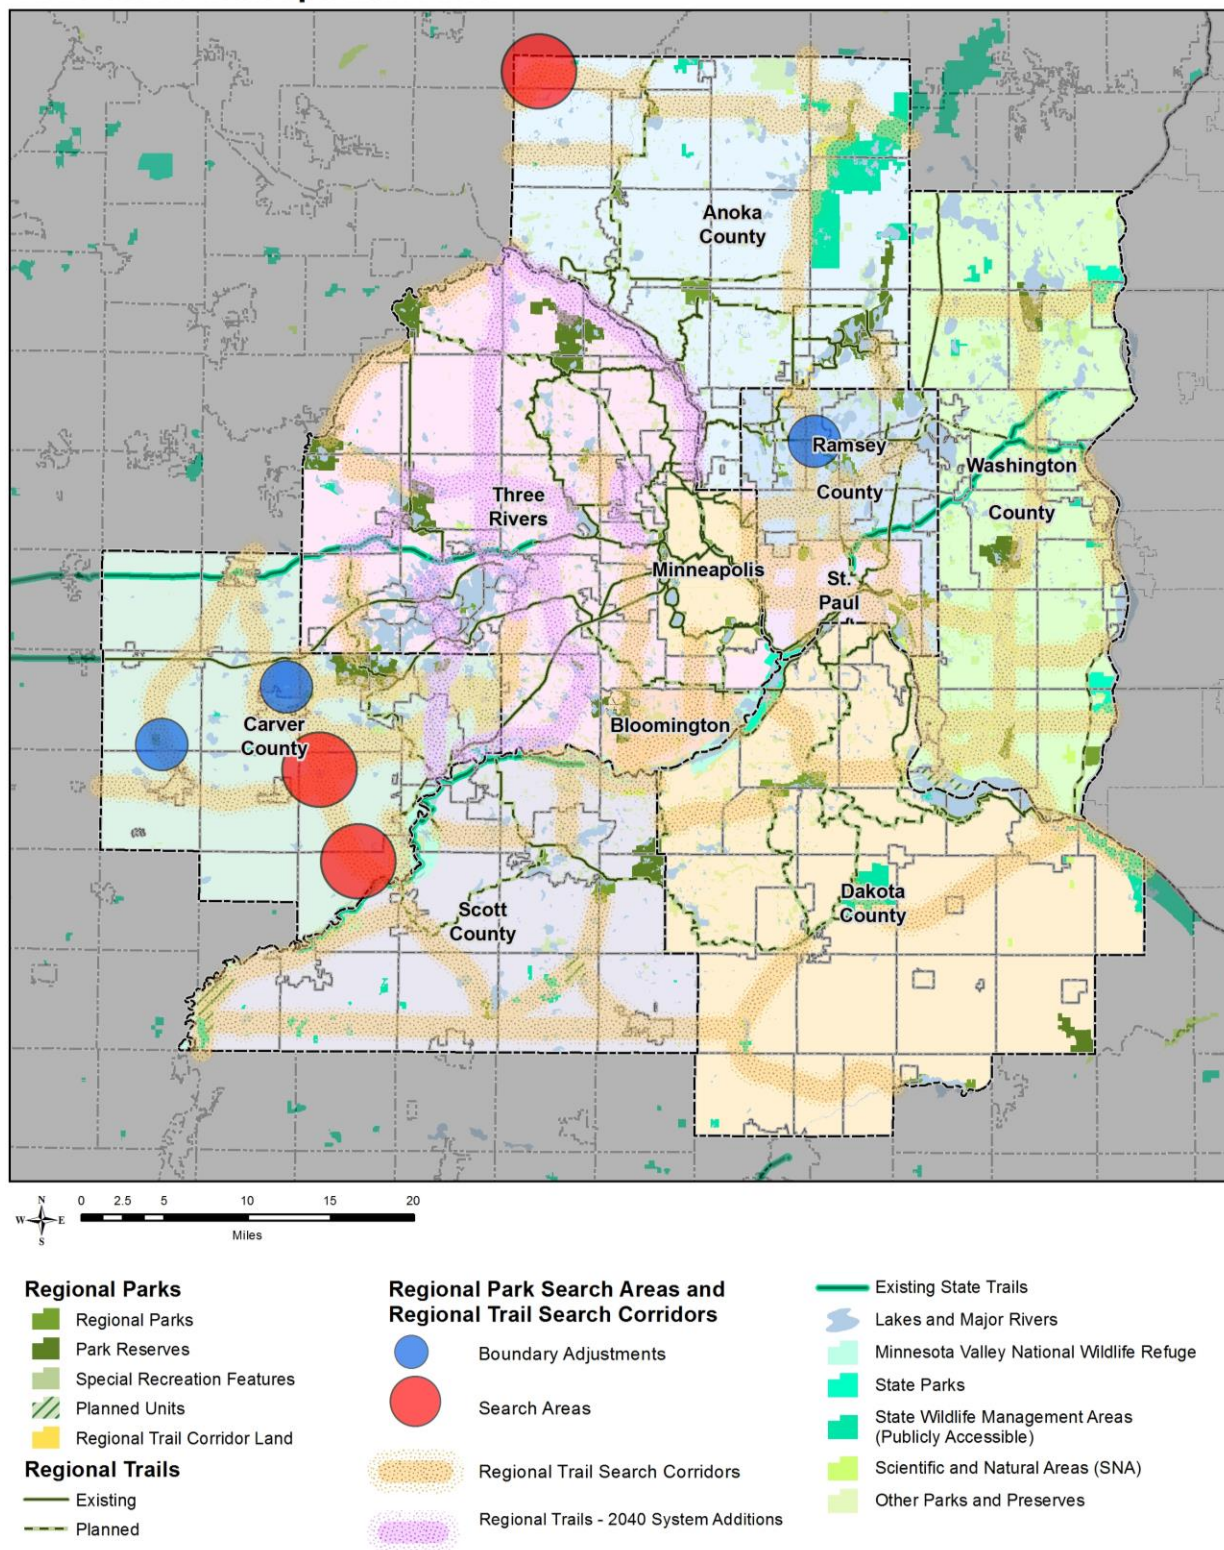 Anoka
County
Ramsey
County
Washington
County
Three
Rivers
Minneapolis
St.
Paul
Bloomington
Carver
County
Scott
County
Dakota
County
N
W E
S
0 2.5 5 10 15 20
Miles
Regional Parks
Regional Parks
Park Reserves
Special Recreation Features
Planned Units
Regional Trail Corridor Land
Regional Trails
Existing
Planned
Regional Park Search Areas and
Regional Trail Search Corridors
Boundary Adjustments
Search Areas
Regional Trail Search Corridors
Regional Trails - 2040 System Additions
Existing State Trails
Lakes and Major Rivers
Minnesota Valley National Wildlife Refuge
State Parks
State Wildlife Management Areas
(Publicly Accessible)
Scientific and Natural Areas (SNA)
Other Parks and Preserves